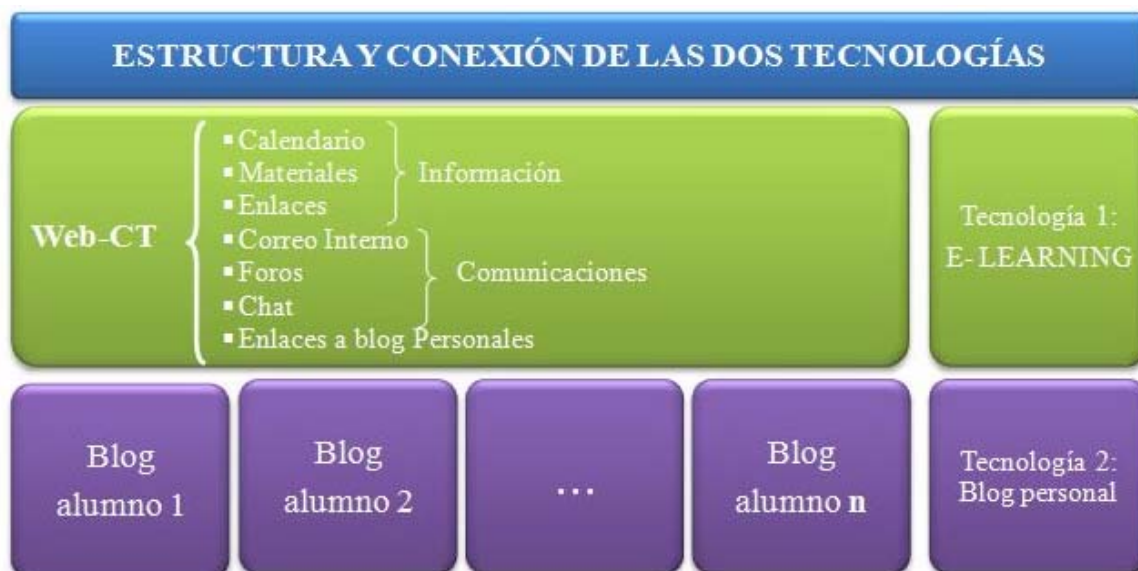 ESTRUCTURA Y CONEXIÓN DE LAS DOS TECNOLOGÍAS
Web-CT
▪Calendario
▪Materiales
▪Enlaces
Información
▪Correo Interno
▪Foros
▪Chat
Comunicaciones
▪Enlaces a blog Personales
Tecnología 1:
E- LEARNING
Blog
alumno 1
Blog
alumno 2
...
Blog
alumno n
Tecnología 2:
Blog personal